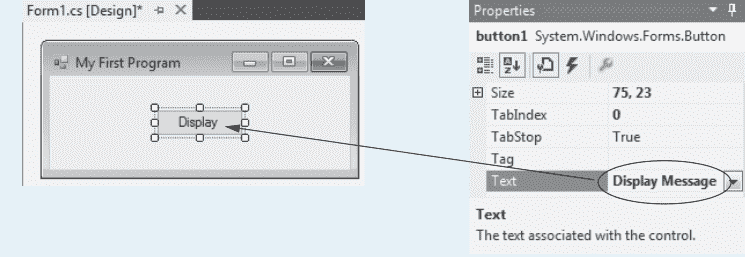 Form1.cs [Design]*
My First Program
Display
Properties
button1 System.Windows.Forms.Button
Size 75, 23
TabIndex 0
TabStop True
Tag
Text Display Message
Text
The text associated with the control.